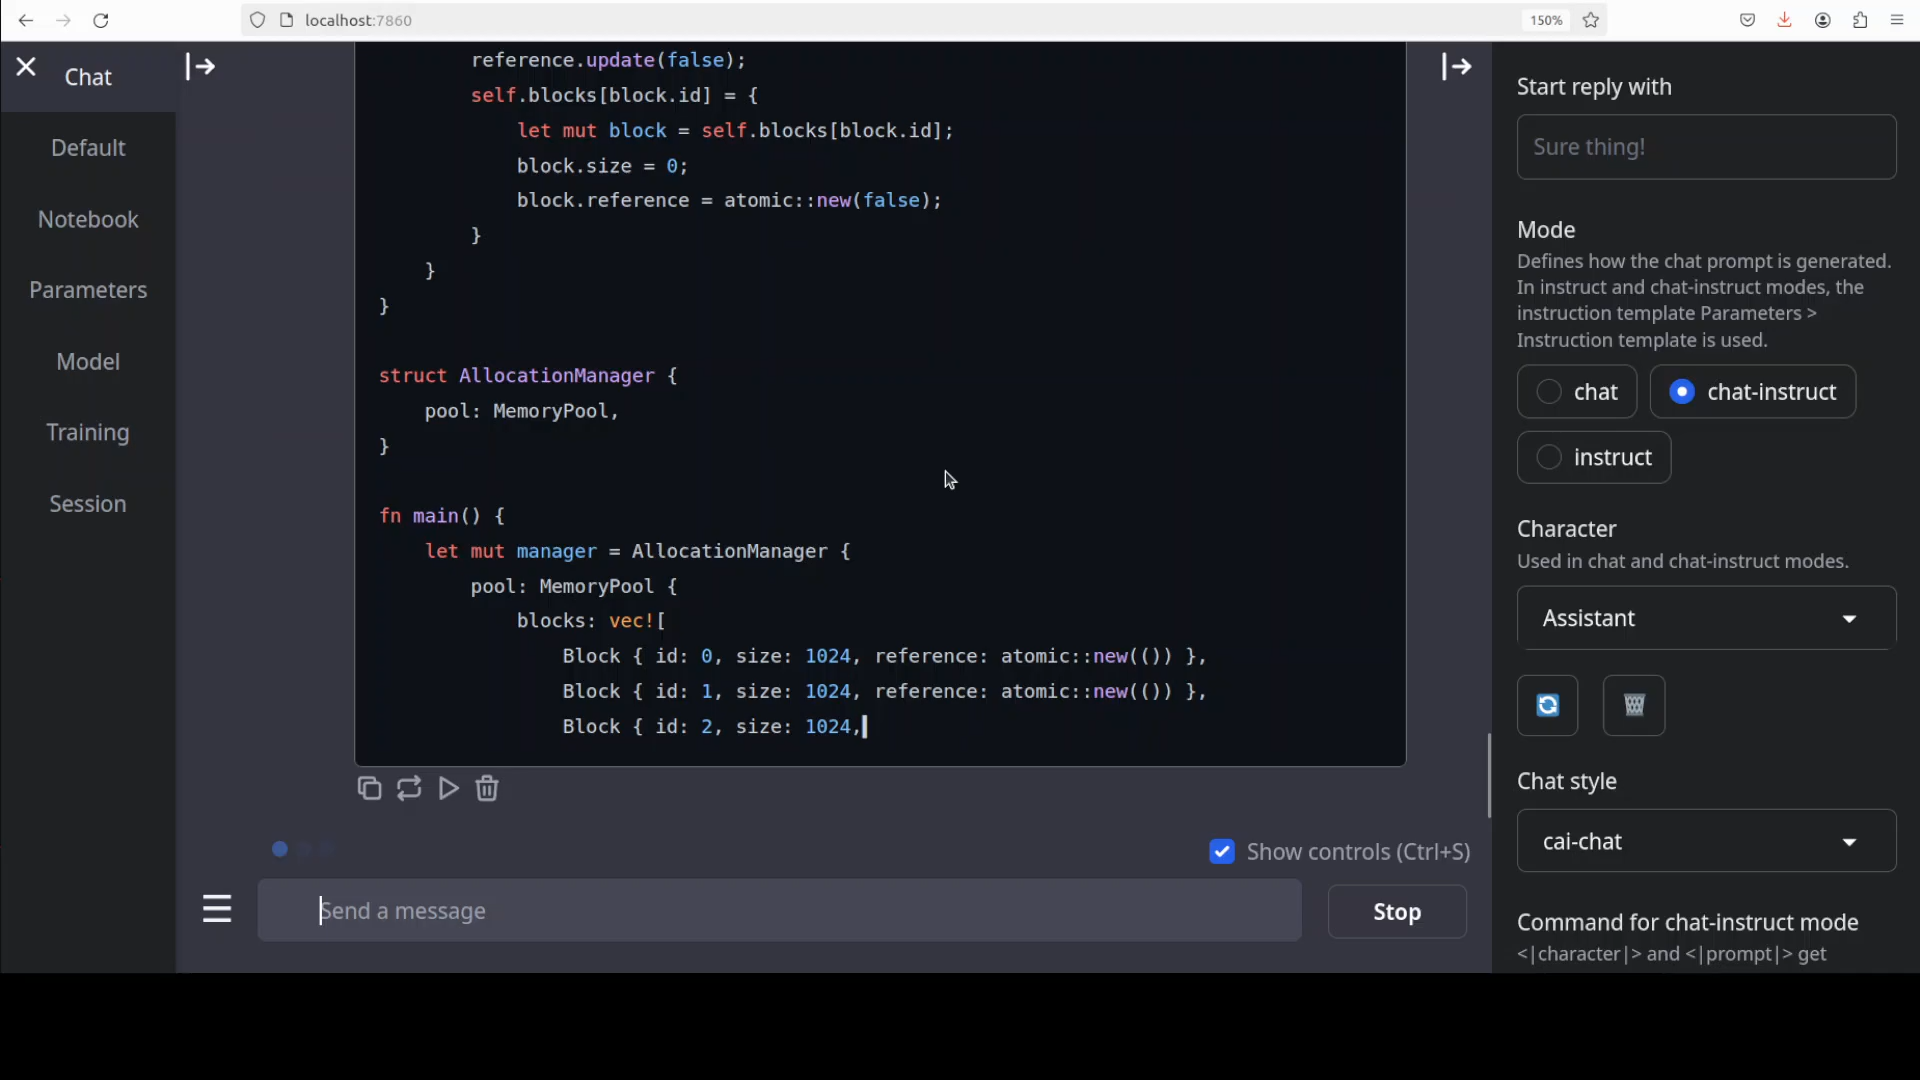 localhost:7860
150%
Chat
Default
Notebook
Parameters
Model
Training
Session
reference.update(false);
self.blocks[block.id] = {
let mut block = self.blocks[block.id];
block.size = 0;
block.reference = atomic::new(false);
}
}
}
struct AllocationManager {
pool: MemoryPool,
}
fn main() {
let mut manager = AllocationManager {
pool: MemoryPool {
blocks: vec![
Block { id: 0, size: 1024, reference: atomic::new(()) },
Block { id: 1, size: 1024, reference: atomic::new(()) },
Block { id: 2, size: 1024,
Show controls (Ctrl+S)
Send a message
Stop
Start reply with
Sure thing!
Mode
Defines how the chat prompt is generated.
In instruct and chat-instruct modes, the
instruction template Parameters >
Instruction template is used.
chat
chat-instruct
instruct
Character
Used in chat and chat-instruct modes.
Assistant
Chat style
cai-chat
Command for chat-instruct mode
<|character|> and <|prompt|> get